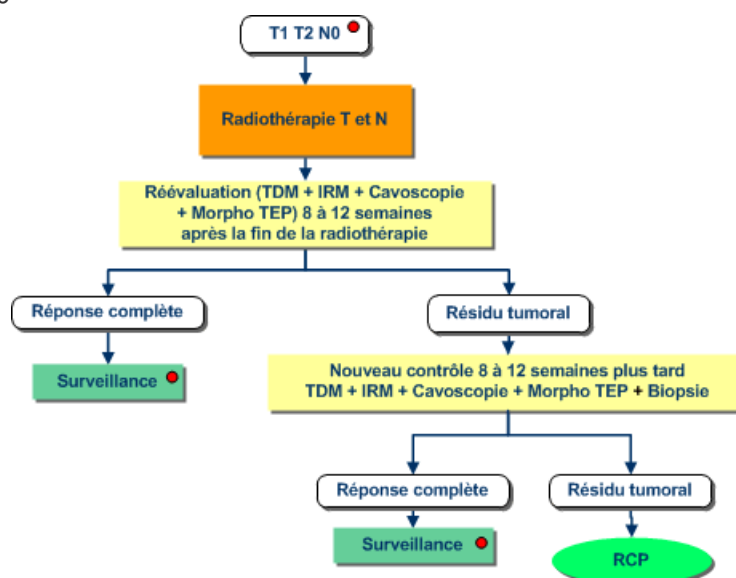 T1 T2 N0
Radiothérapie T et N
Réévaluation (TDM + IRM + Cavoscopie
+ Morpho TEP) 8 à 12 semaines
après la fin de la radiothérapie
Réponse complète
Résidu tumoral
Surveillance
Nouveau contrôle 8 à 12 semaines plus tard
TDM + IRM + Cavoscopie + Morpho TEP + Biopsie
Réponse complète
Résidu tumoral
Surveillance
RCP